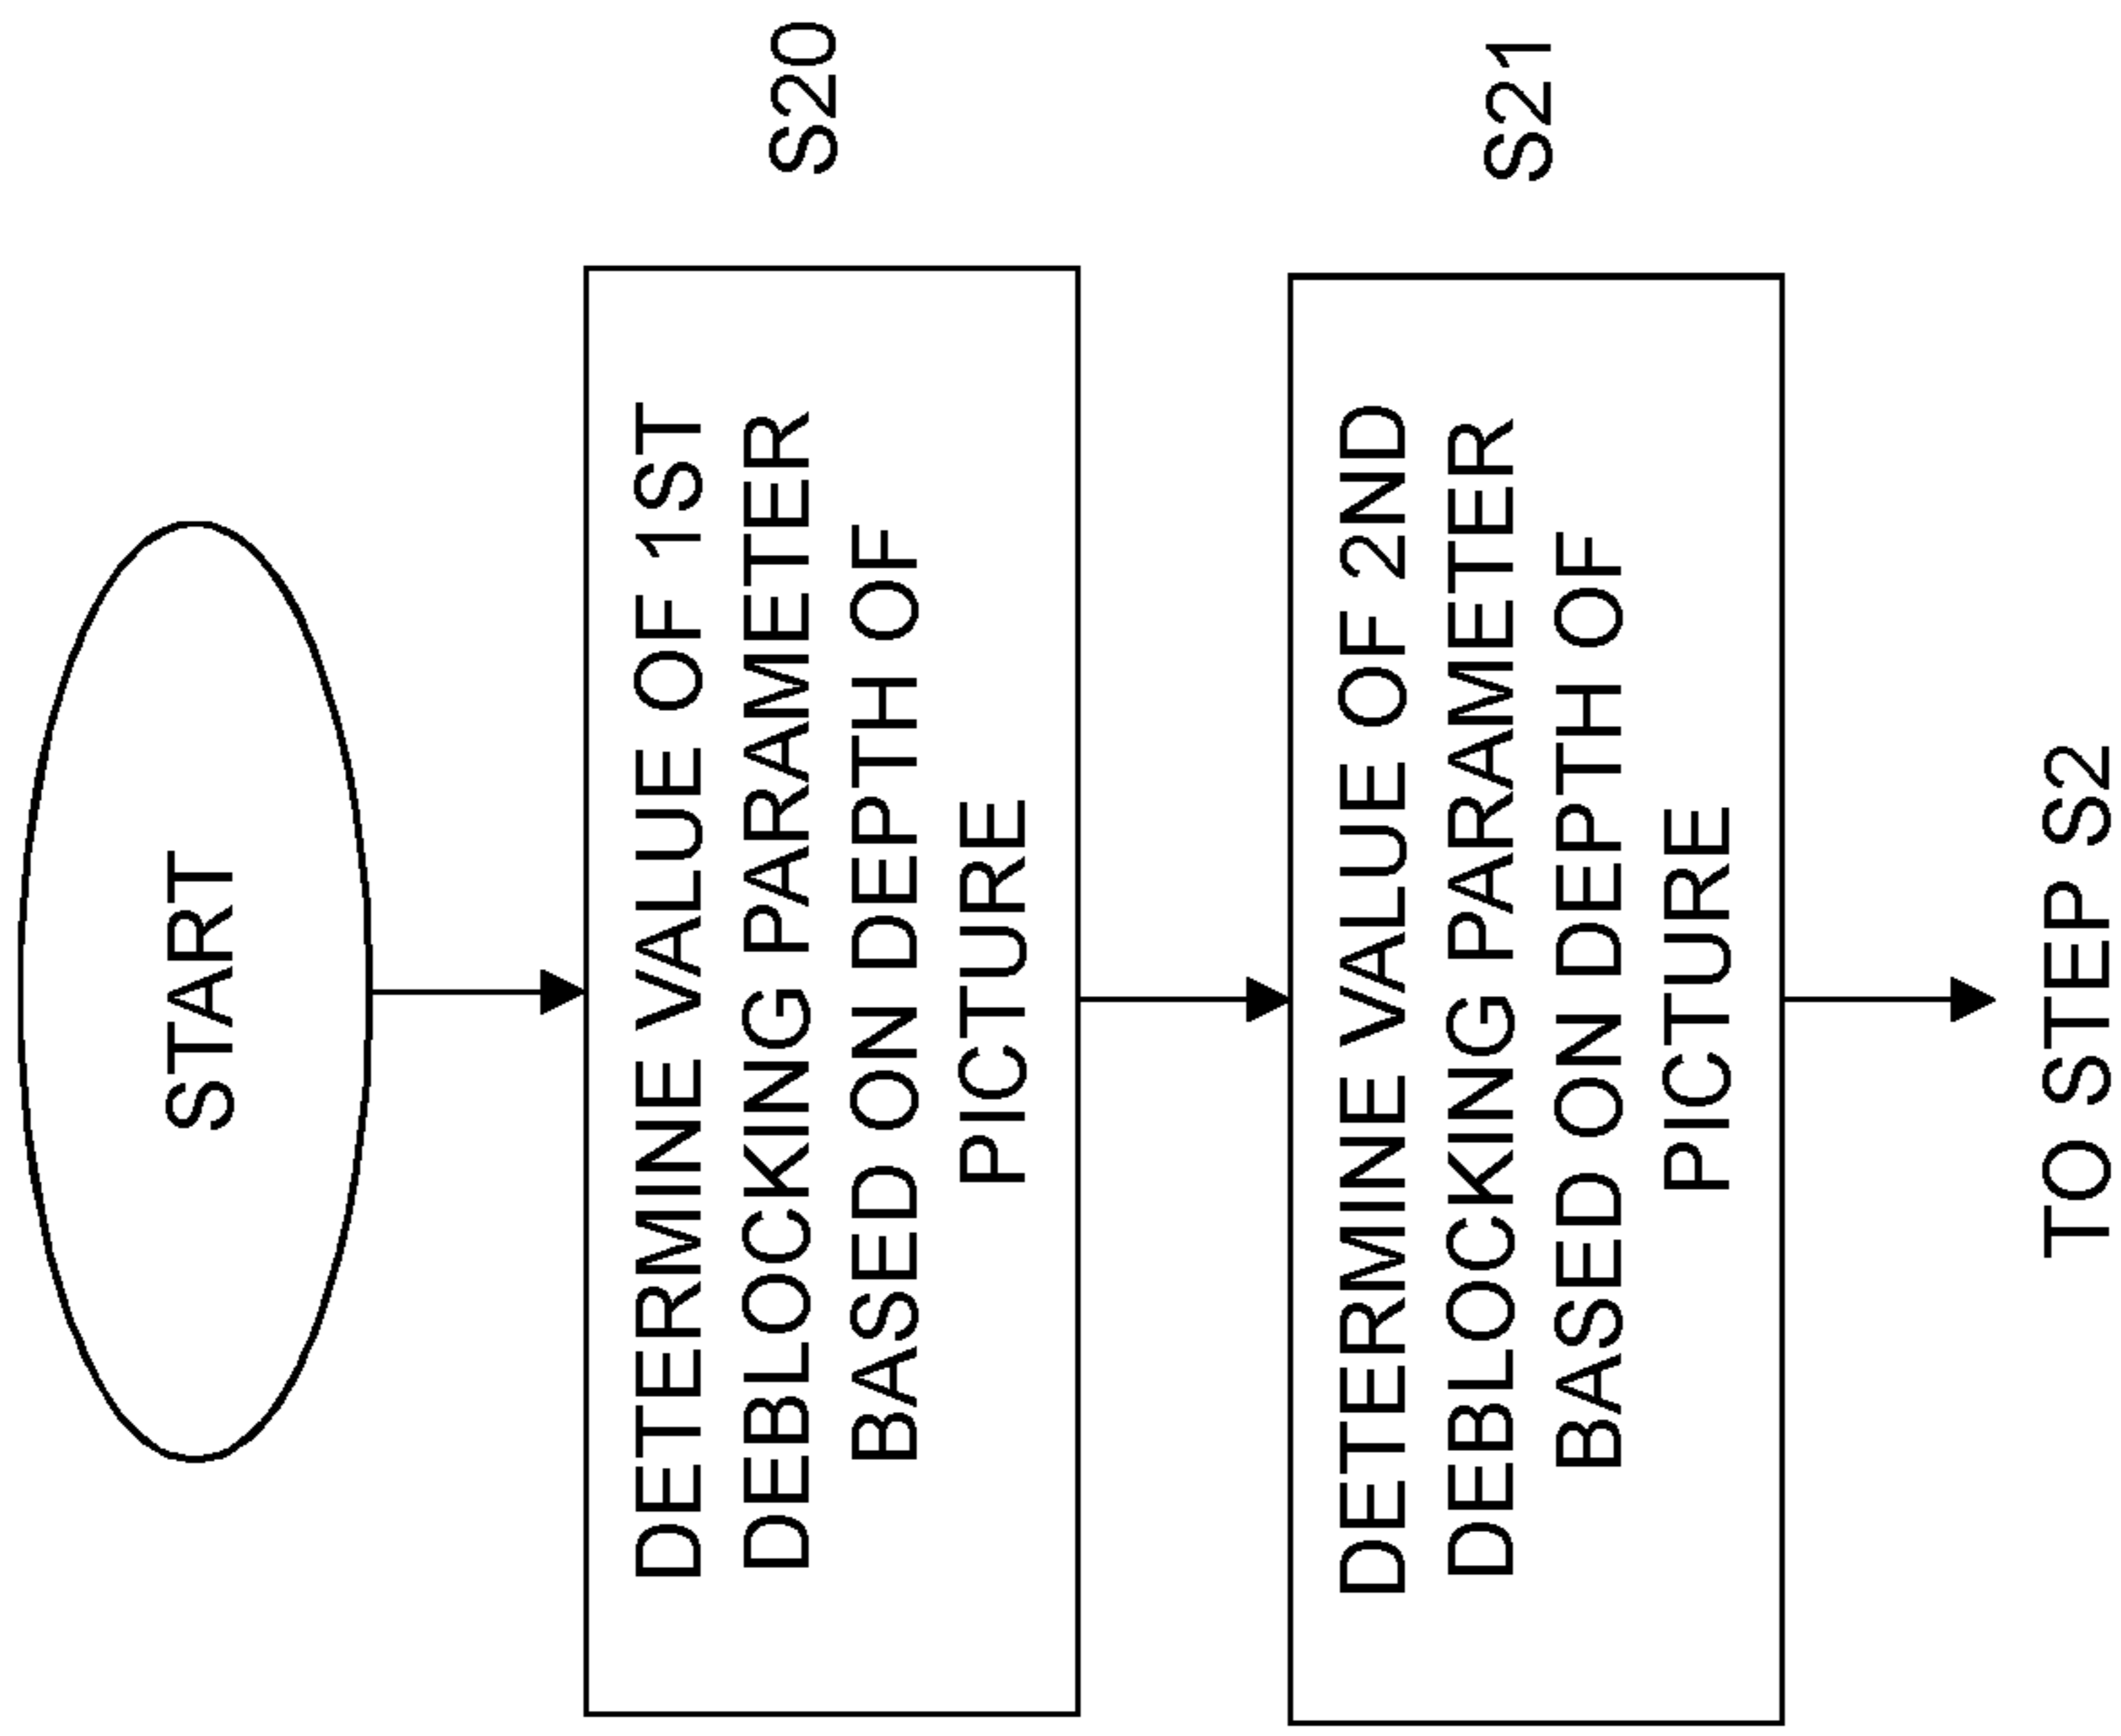 START
DETERMINE VALUE OF 1ST
DEBLOCKING PARAMETER
BASED ON DEPTH OF
PICTURE
S20
DETERMINE VALUE OF 2ND
DEBLOCKING PARAMETER
BASED ON DEPTH OF
PICTURE
S21
TO STEP S2